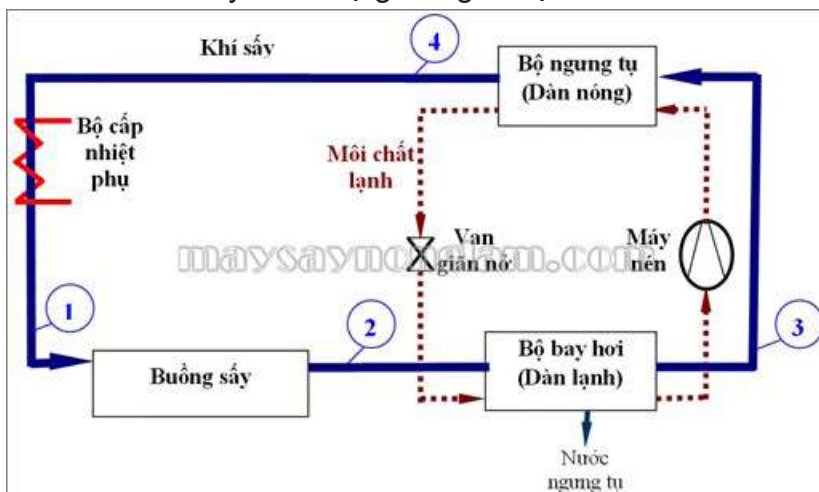 Khí sấy
4
Bộ ngưng tụ
(Dàn nóng)
Bộ cấp
nhiệt
phụ
Môi chất
lạnh
Van
giãn nở
Máy
nén
maysaynonglam.com
1
2
3
Buồng sấy
Bộ bay hơi
(Dàn lạnh)
Nước
ngưng tụ